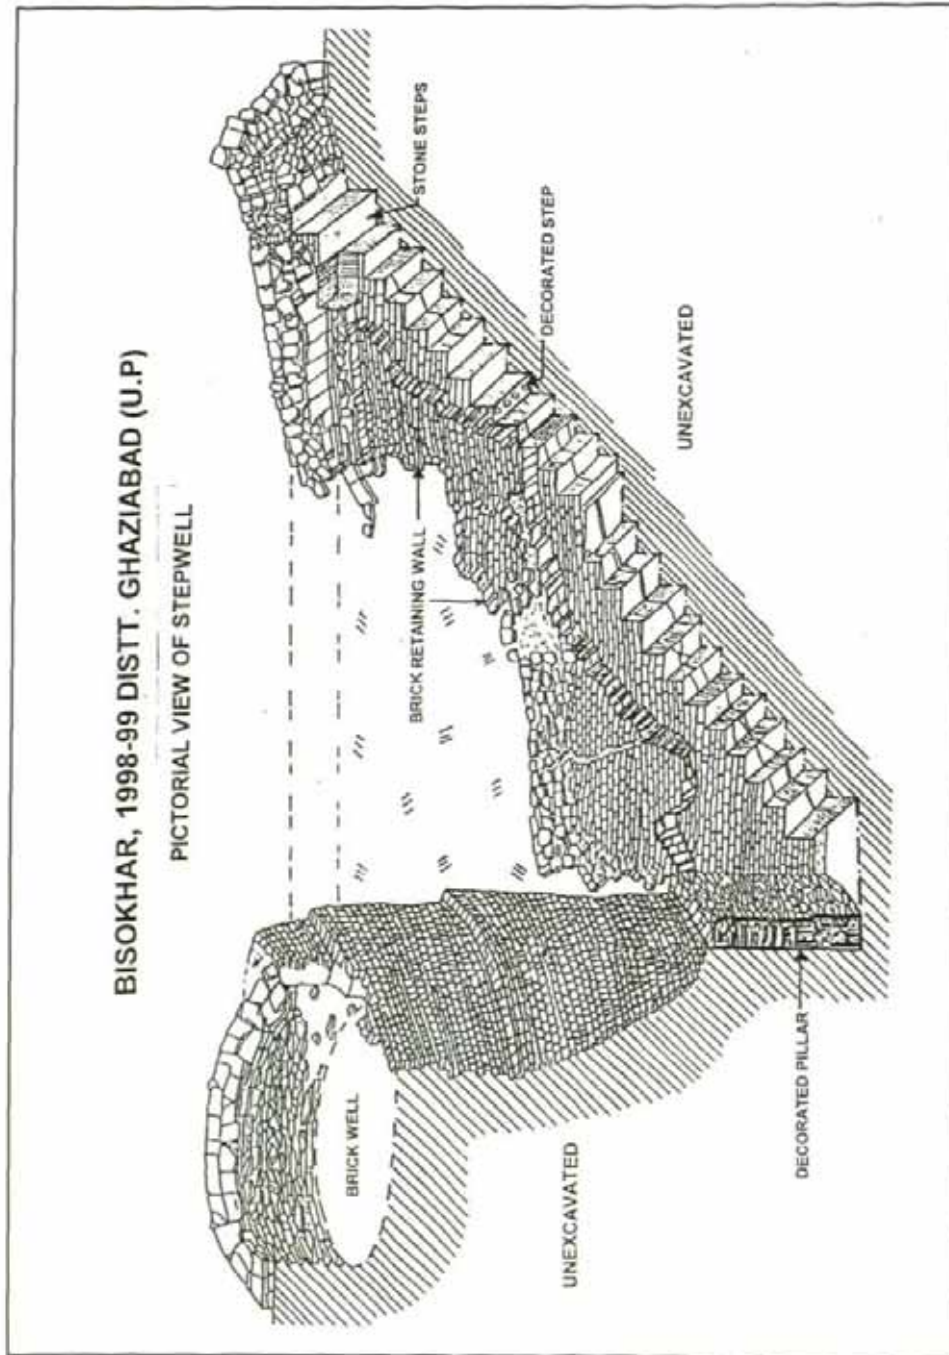 BISOKHAR, 1998-99 DISTT. GHAZIABAD (U.P)
PICTORIAL VIEW OF STEPWELL
BRICK WELL
UNEXCAVATED
DECORATED PILLAR
BRICK RETAINING WALL
STONE STEPS
DECORATED STEP
UNEXCAVATED